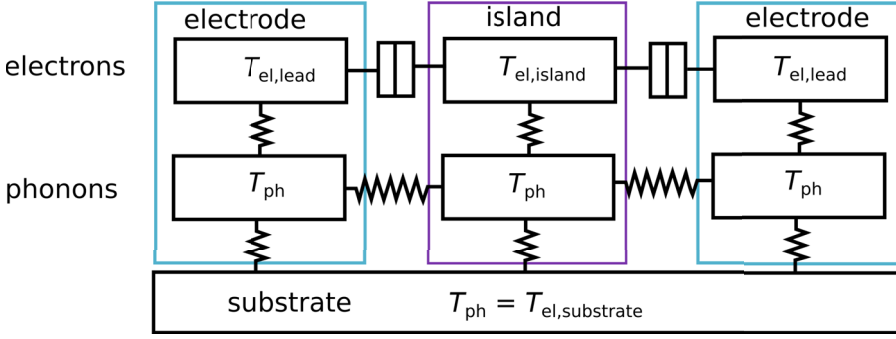 electrode island electrode
electrons T_el,lead T_el,island T_el,lead
phonons T_ph T_ph T_ph
substrate T_ph = T_el,substrate